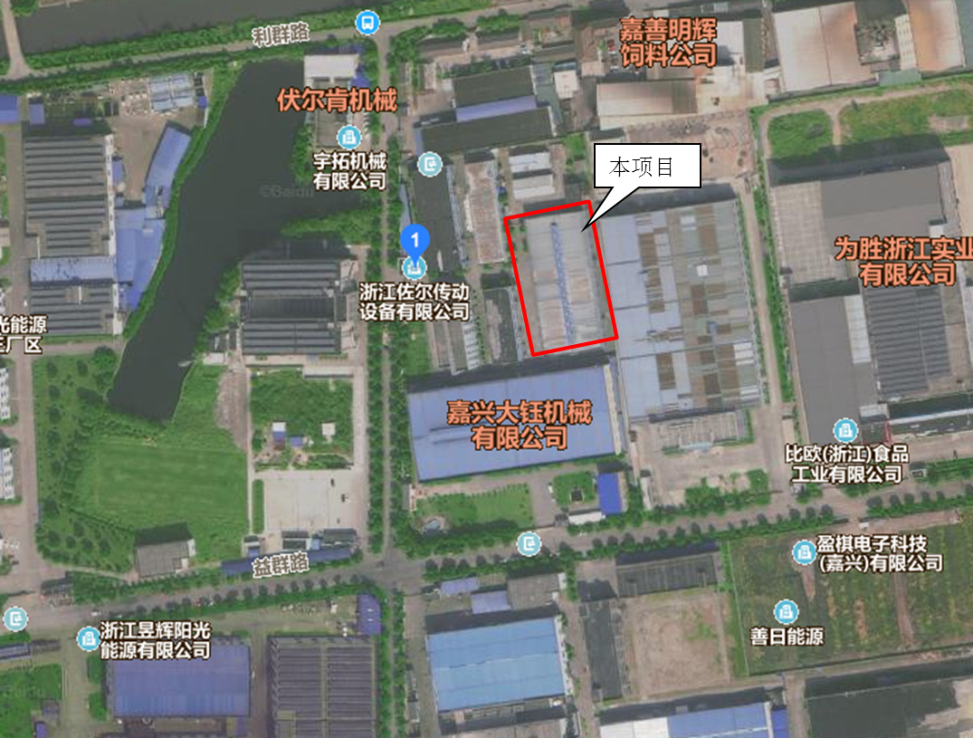 利群路
嘉善明辉
饲料公司
伏尔肯机械
宇拓机械
有限公司
本项目
©Baidu
1
为胜浙江实业
有限公司
浙江佐尔传动
设备有限公司
光能源
三厂区
嘉兴大钰机械
有限公司
比欧(浙江)食品
工业有限公司
盈棋电子科技
(嘉兴)有限公司
益群路
善日能源
浙江昱辉阳光
能源有限公司
Baidu